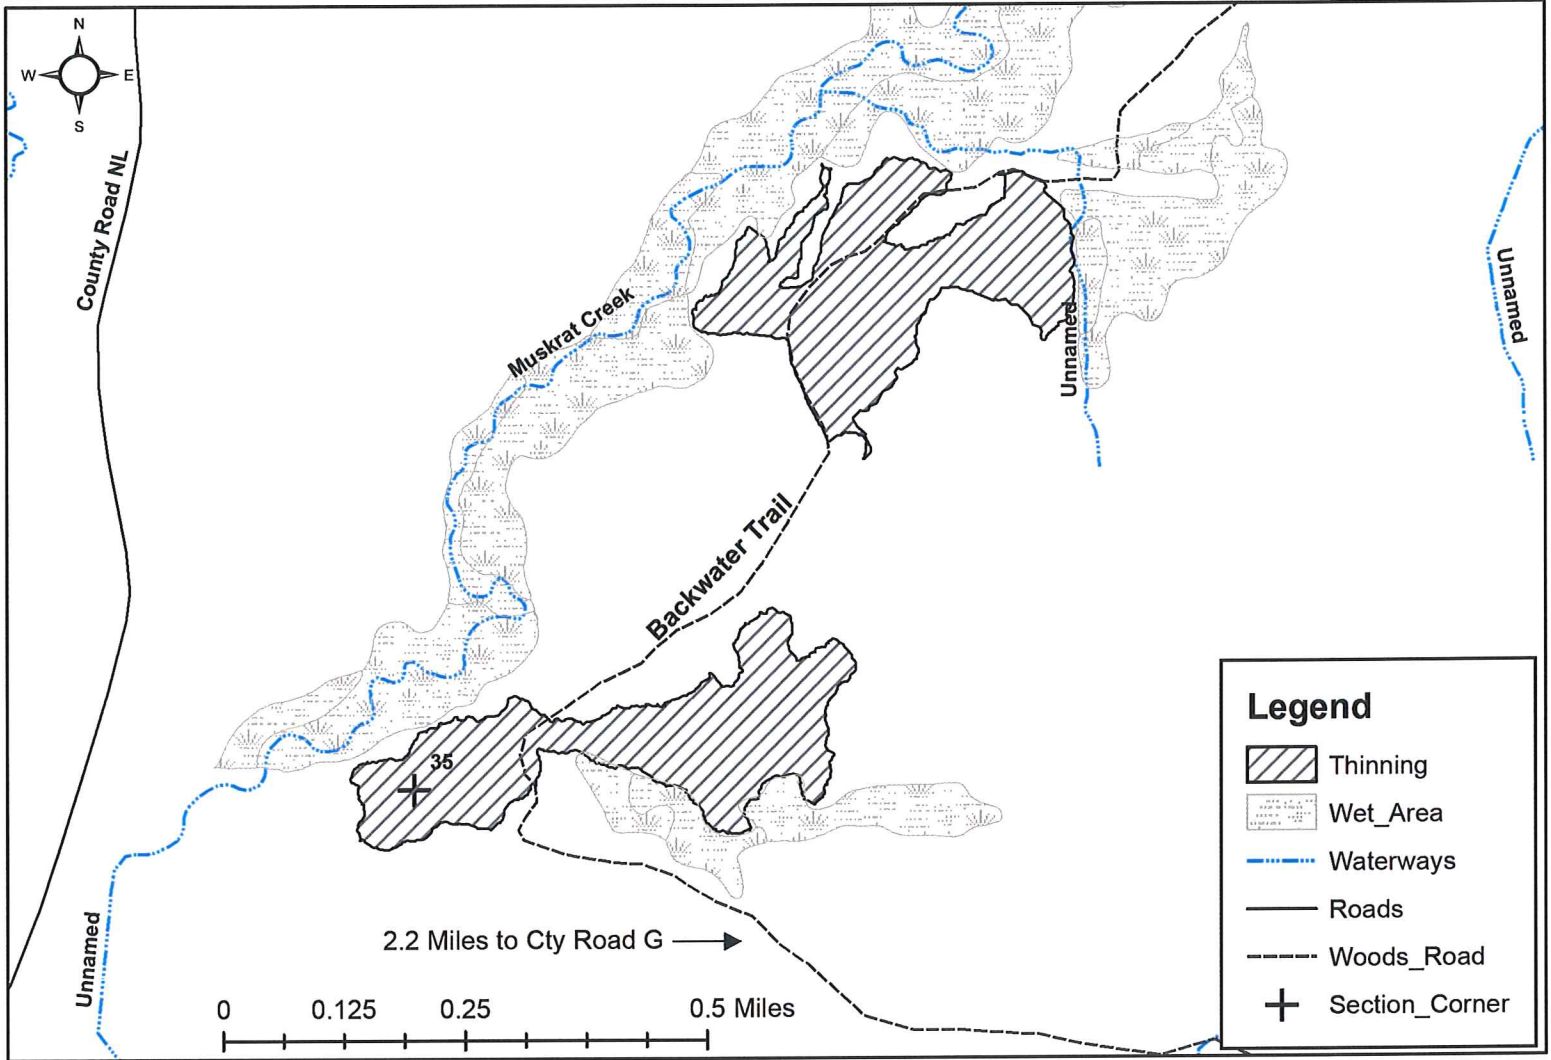 N
W E
S
County Road NL
Muskrat Creek
Unnamed
Unnamed
Backwater Trail
35
Unnamed
2.2 Miles to Cty Road G
0 0.125 0.25 0.5 Miles
Legend
Thinning
Wet_Area
Waterways
Roads
Woods_Road
Section_Corner